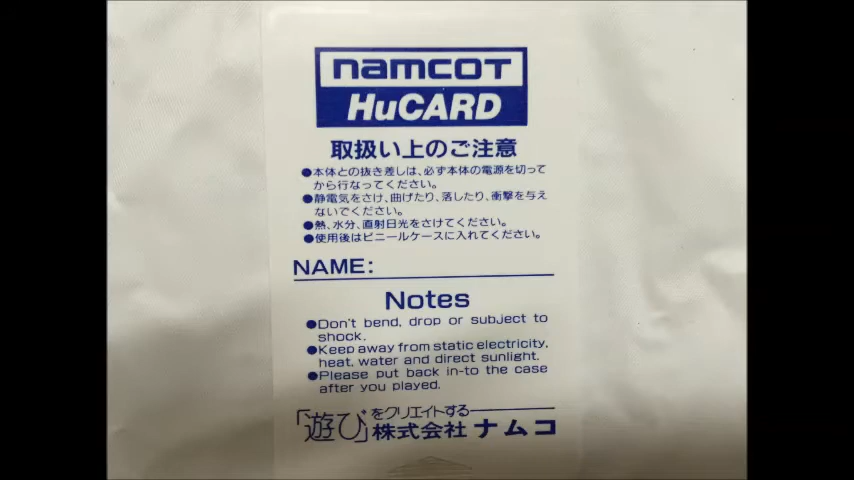 namcot
HuCARD
取扱い上のご注意
●本体との抜き差しは、必ず本体の電源を切って
から行なってください。
●静電気をさけ、曲げたり、落したり、衝撃を与え
ないでください。
●熱、水分、直射日光をさけてください。
●使用後はビニールケースに入れてください。
NAME:
Notes
●Don't bend, drop or subject to
shock.
●Keep away from static electricity,
heat, water and direct sunlight.
●Please put back in-to the case
after you played.
「遊び」をクリエイトする
株式会社ナムコ